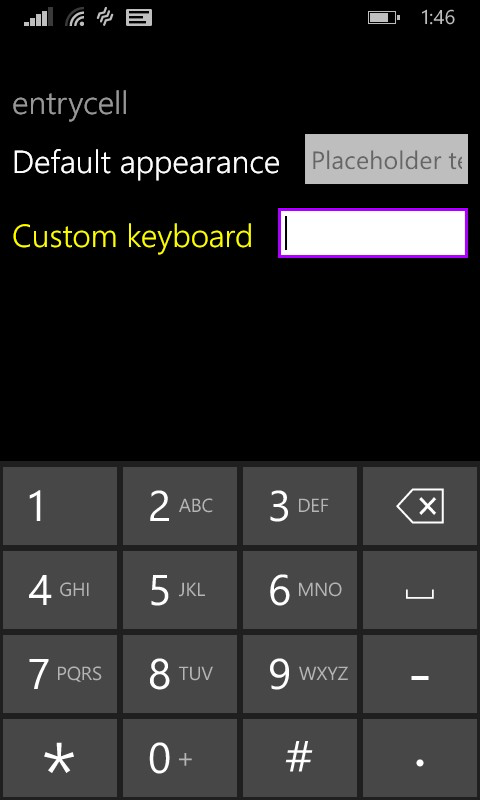 1:46
entrycell
Default appearance Placeholder te
Custom keyboard
1 2 ABC 3 DEF
4 GHI 5 JKL 6 MNO
7 PQRS 8 TUV 9 WXYZ -
* 0 + # .